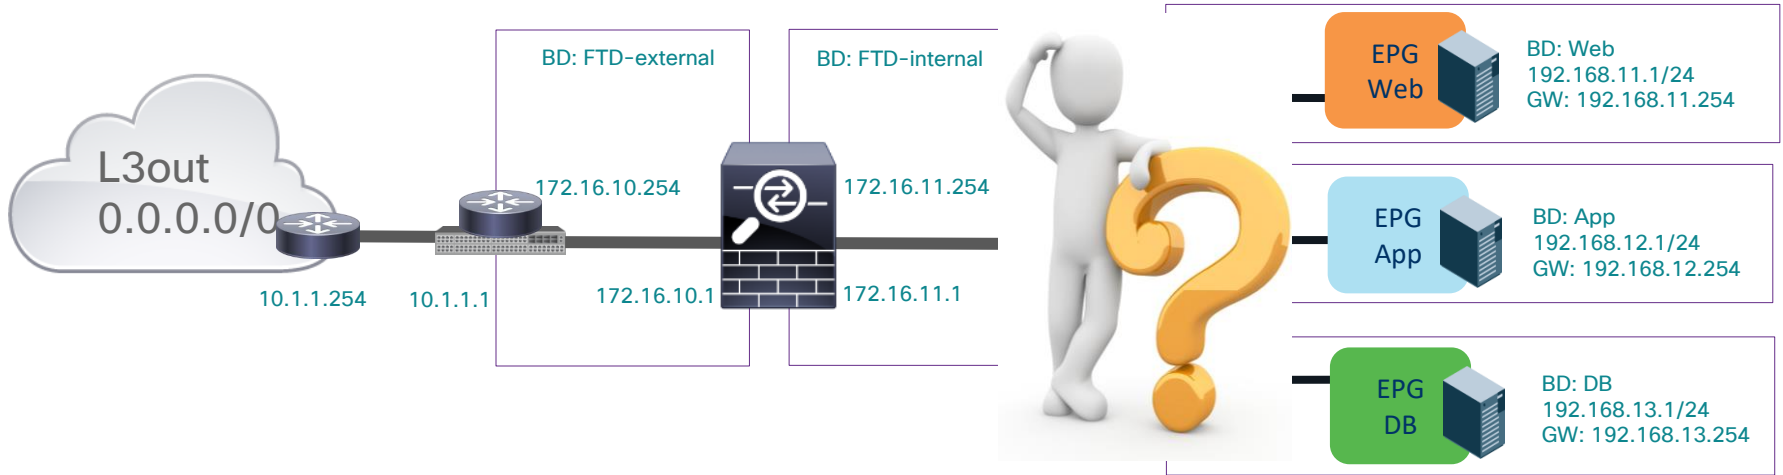 L3out
0.0.0.0/0
10.1.1.254
10.1.1.1
BD: FTD-external
172.16.10.254
172.16.10.1
BD: FTD-internal
172.16.11.254
172.16.11.1
EPG
Web
BD: Web
192.168.11.1/24
GW: 192.168.11.254
EPG
App
BD: App
192.168.12.1/24
GW: 192.168.12.254
EPG
DB
BD: DB
192.168.13.1/24
GW: 192.168.13.254